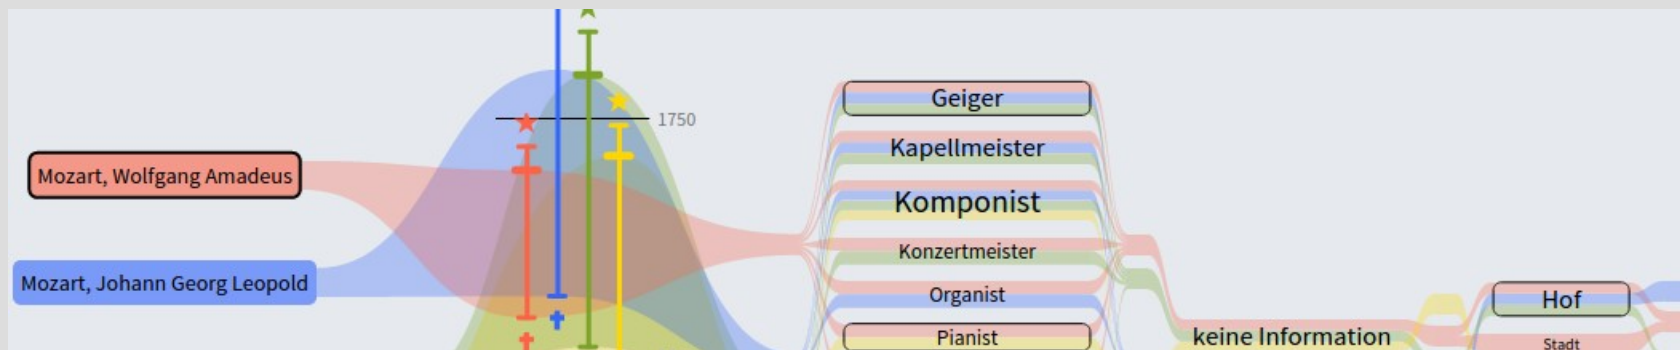 Geiger
1750
Kapellmeister
Mozart, Wolfgang Amadeus
Komponist
Konzertmeister
Mozart, Johann Georg Leopold
Organist
Hof
Pianist
keine Information
Stadt